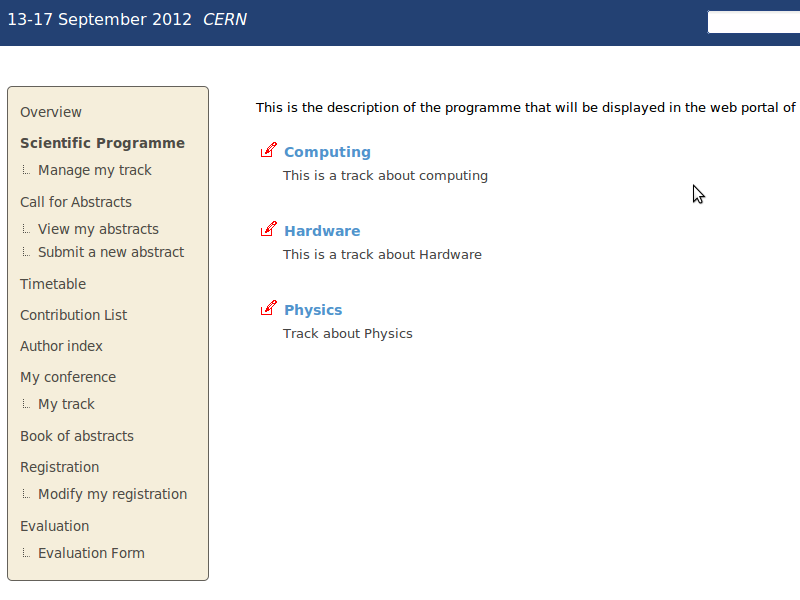 13-17 September 2012 CERN
Overview
Scientific Programme
Manage my track
Call for Abstracts
View my abstracts
Submit a new abstract
Timetable
Contribution List
Author index
My conference
My track
Book of abstracts
Registration
Modify my registration
Evaluation
Evaluation Form
This is the description of the programme that will be displayed in the web portal of
Computing
This is a track about computing
Hardware
This is a track about Hardware
Physics
Track about Physics